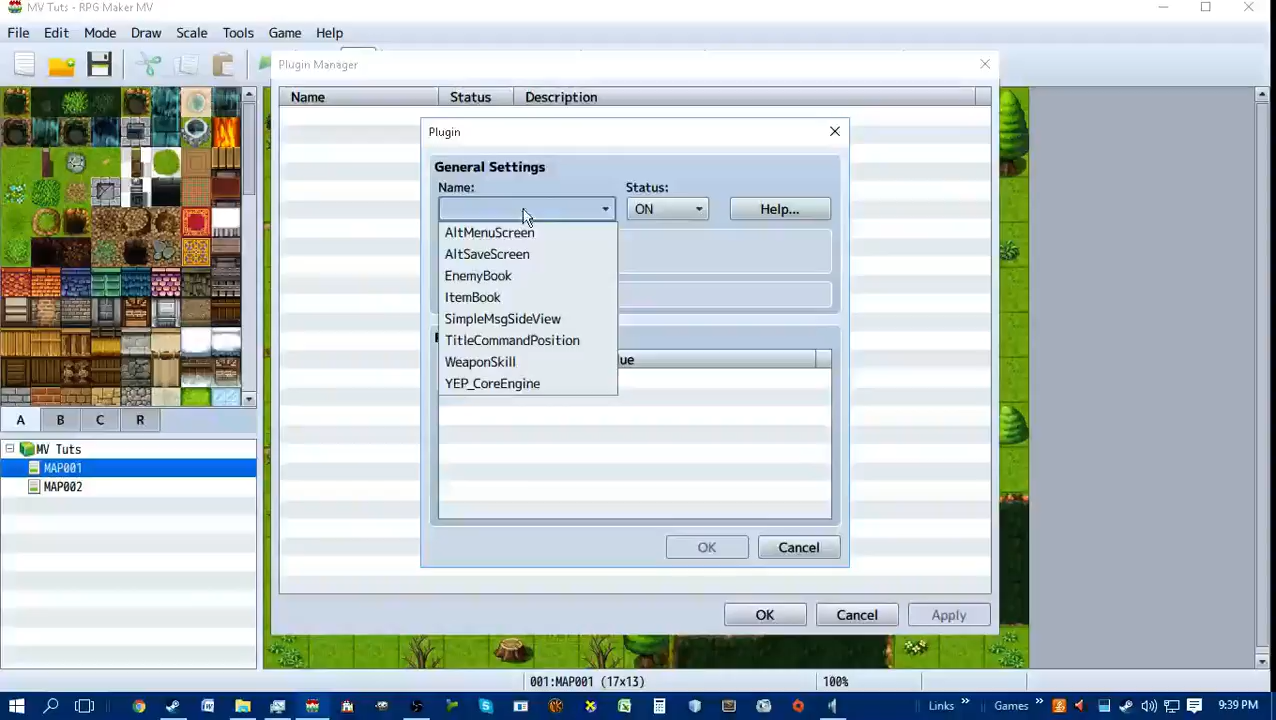 MV Tuts - RPG Maker MV
File Edit Mode Draw Scale Tools Game Help
Plugin Manager
Name Status Description
Plugin
General Settings
Name: Status:
ON Help...
AltMenuScreen
AltSaveScreen
EnemyBook
ItemBook
SimpleMsgSideView
TitleCommandPosition
WeaponSkill
YEP_CoreEngine
OK Cancel
OK Cancel Apply
A B C R
MV Tuts
MAP001
MAP002
001:MAP001 (17x13) 100%
Links Games 9:39 PM